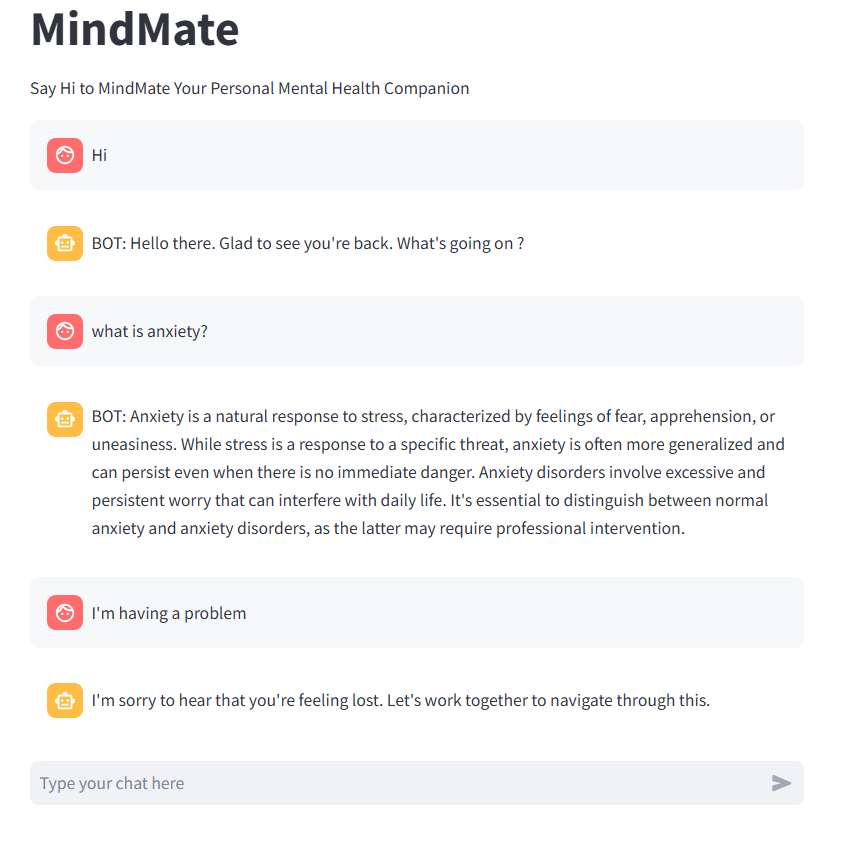 MindMate
Say Hi to MindMate Your Personal Mental Health Companion
Hi
BOT: Hello there. Glad to see you're back. What's going on ?
what is anxiety?
BOT: Anxiety is a natural response to stress, characterized by feelings of fear, apprehension, or
uneasiness. While stress is a response to a specific threat, anxiety is often more generalized and
can persist even when there is no immediate danger. Anxiety disorders involve excessive and
persistent worry that can interfere with daily life. It's essential to distinguish between normal
anxiety and anxiety disorders, as the latter may require professional intervention.
I'm having a problem
I'm sorry to hear that you're feeling lost. Let's work together to navigate through this.
Type your chat here